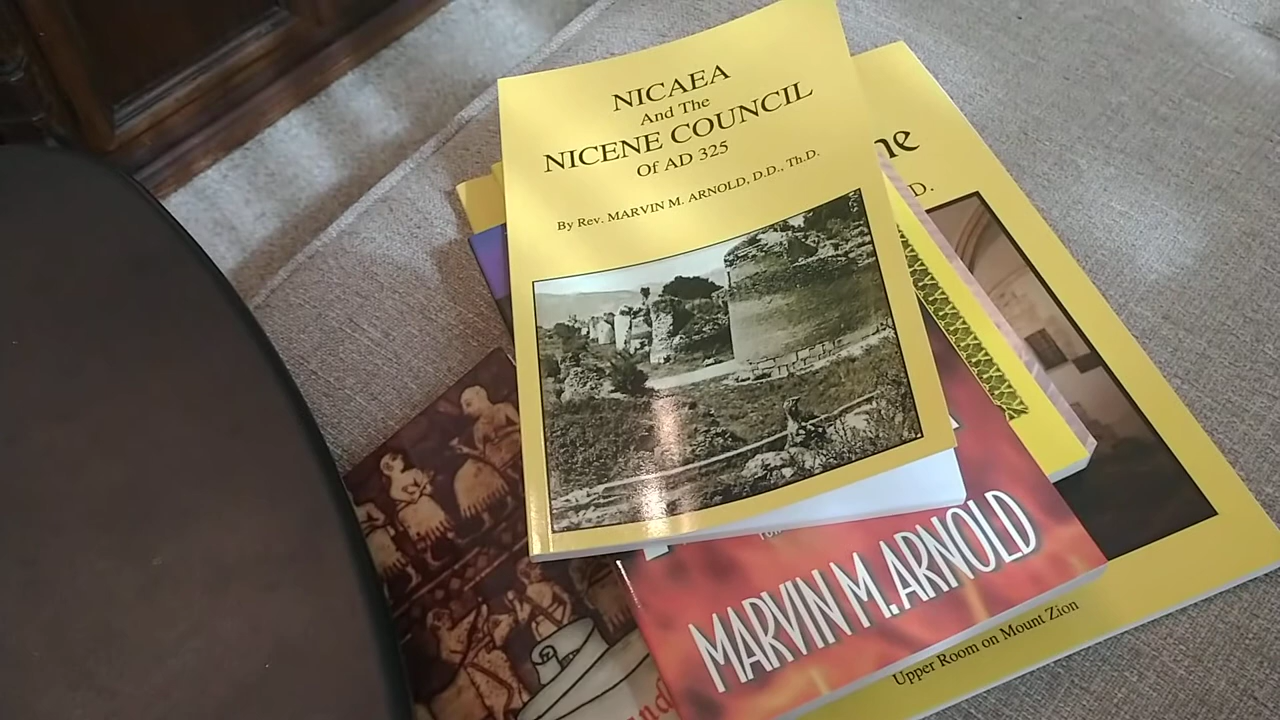 NICAEA
And The
NICENE COUNCIL
Of AD 325
By Rev. MARVIN M. ARNOLD, D.D., Th.D.
ne
D.
MARVIN M. ARNOLD
Upper Room on Mount Zion
and